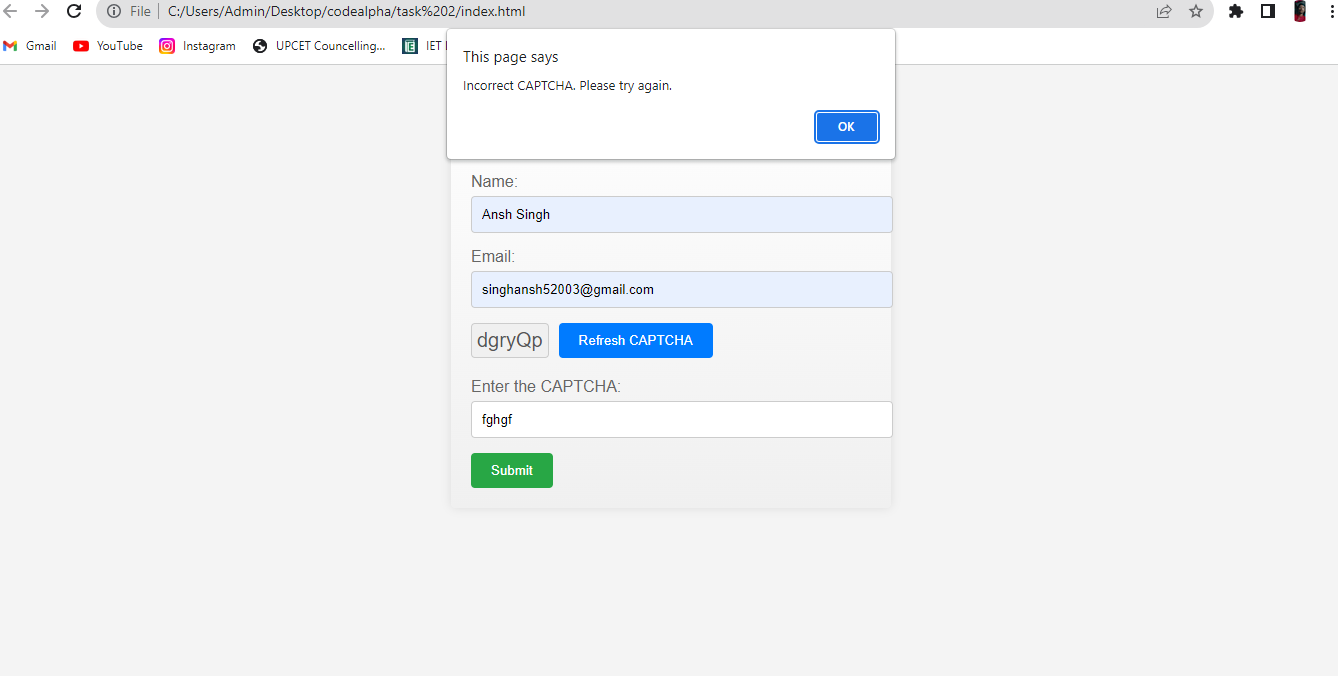 File C:/Users/Admin/Desktop/codealpha/task%202/index.html
Gmail YouTube Instagram UPCET Councelling... IET
This page says
Incorrect CAPTCHA. Please try again.
OK
Name:
Ansh Singh
Email:
singhansh52003@gmail.com
dgryQp Refresh CAPTCHA
Enter the CAPTCHA:
fghgf
Submit